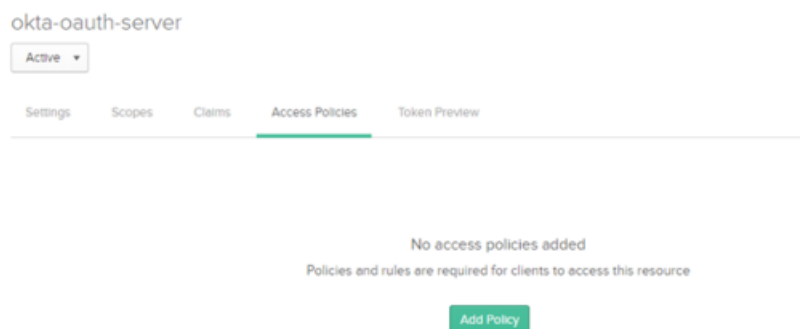 okta-oauth-server
Active
Settings Scopes Claims Access Policies Token Preview
No access policies added
Policies and rules are required for clients to access this resource
Add Policy